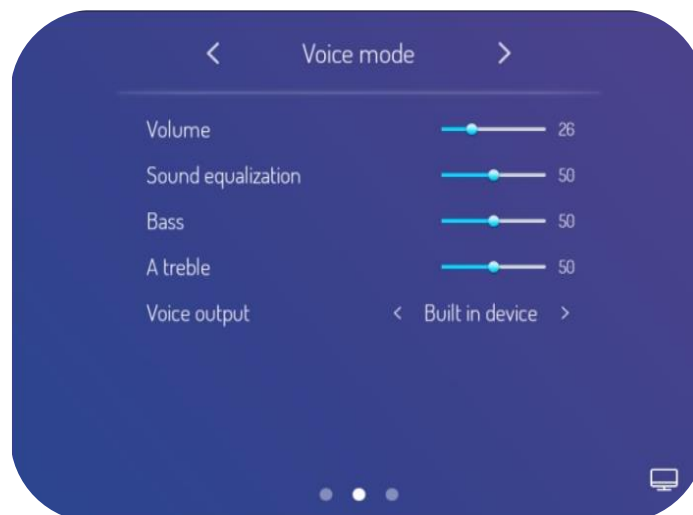 Voice mode
Volume 26
Sound equalization 50
Bass 50
A treble 50
Voice output < Built in device >